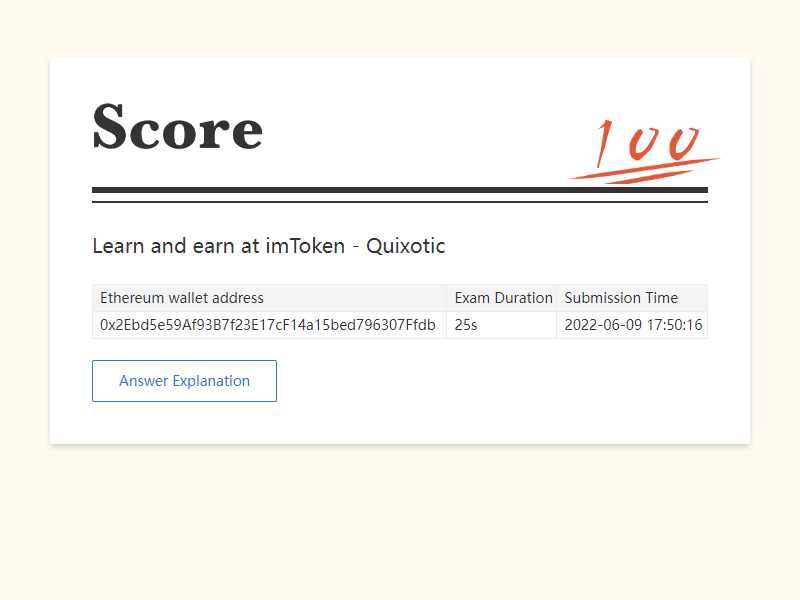 Score
100
Learn and earn at imToken - Quixotic
Ethereum wallet address Exam Duration Submission Time
0x2Ebd5e59Af93B7f23E17cF14a15bed796307Ffdb 25s 2022-06-09 17:50:16
Answer Explanation